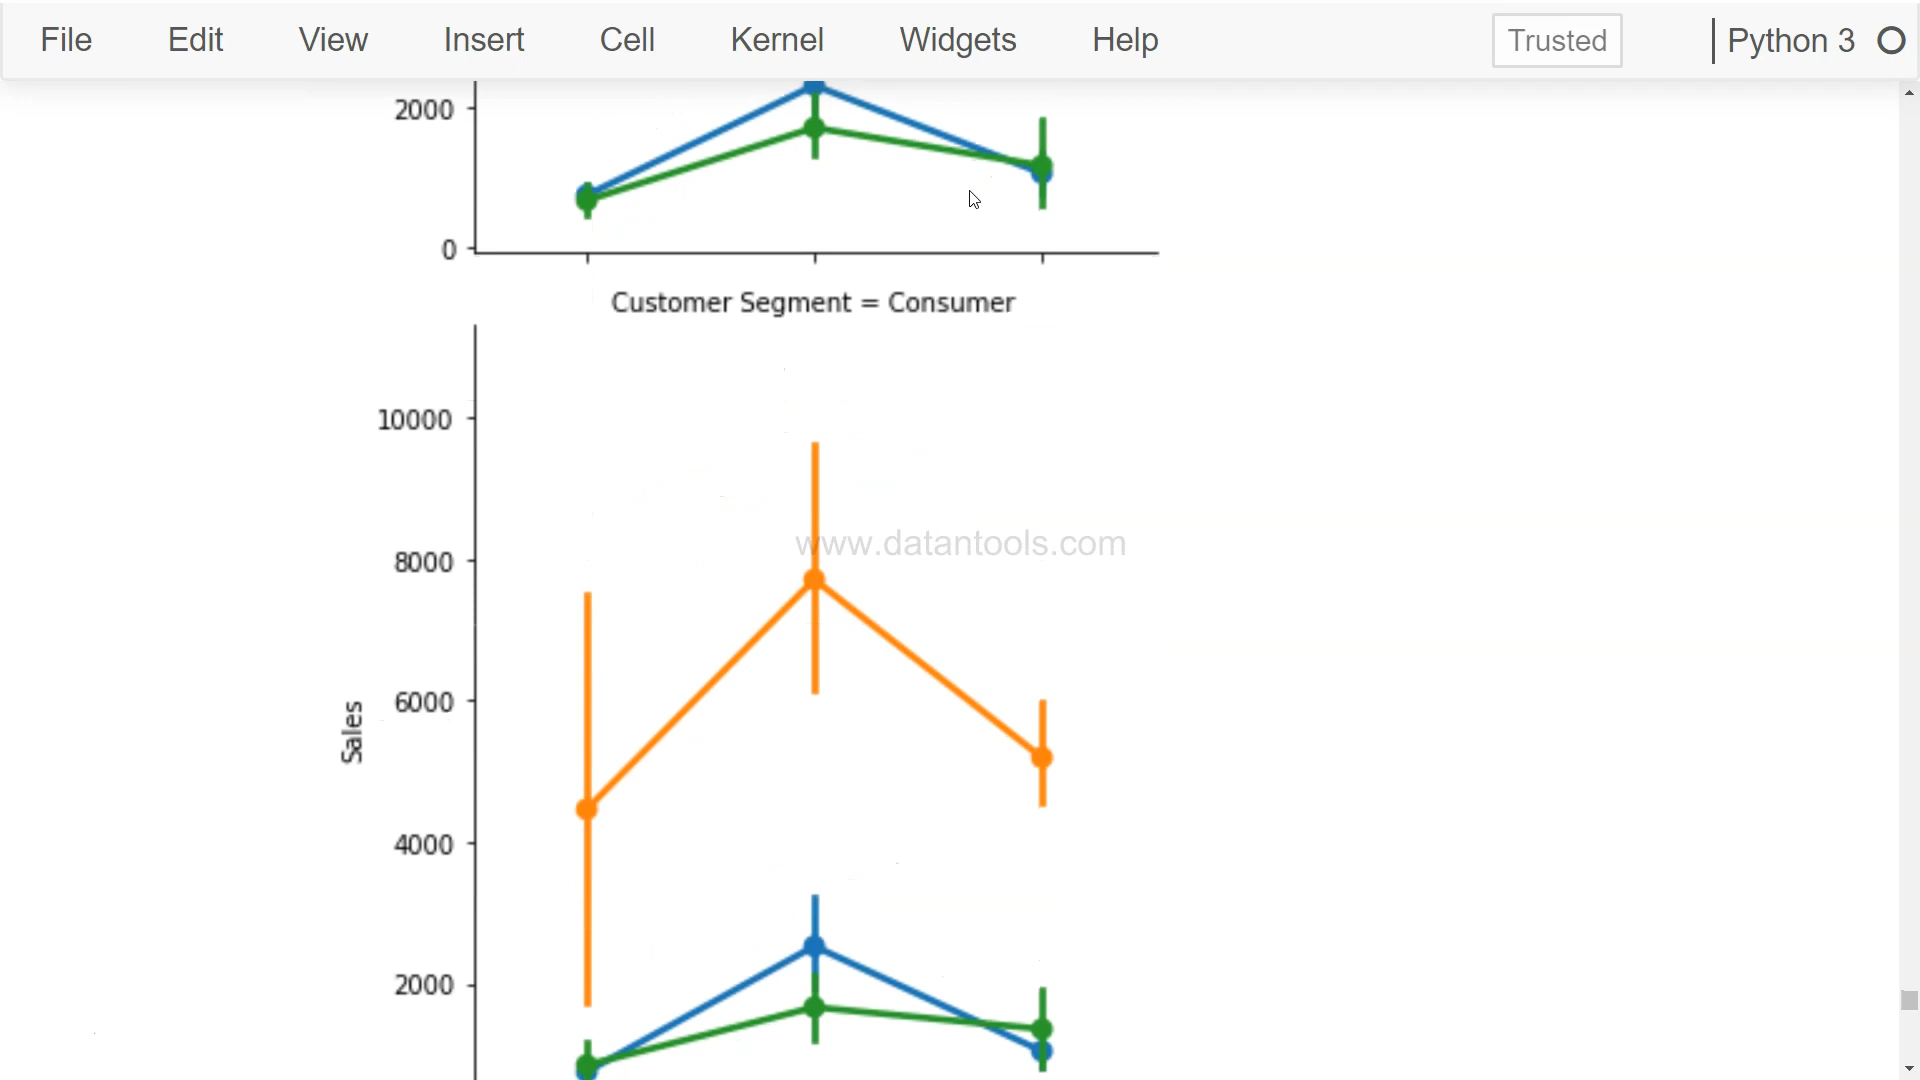 File Edit View Insert Cell Kernel Widgets Help Trusted Python 3
2000
0
Customer Segment = Consumer
10000
www.datantools.com
8000
6000
Sales
4000
2000